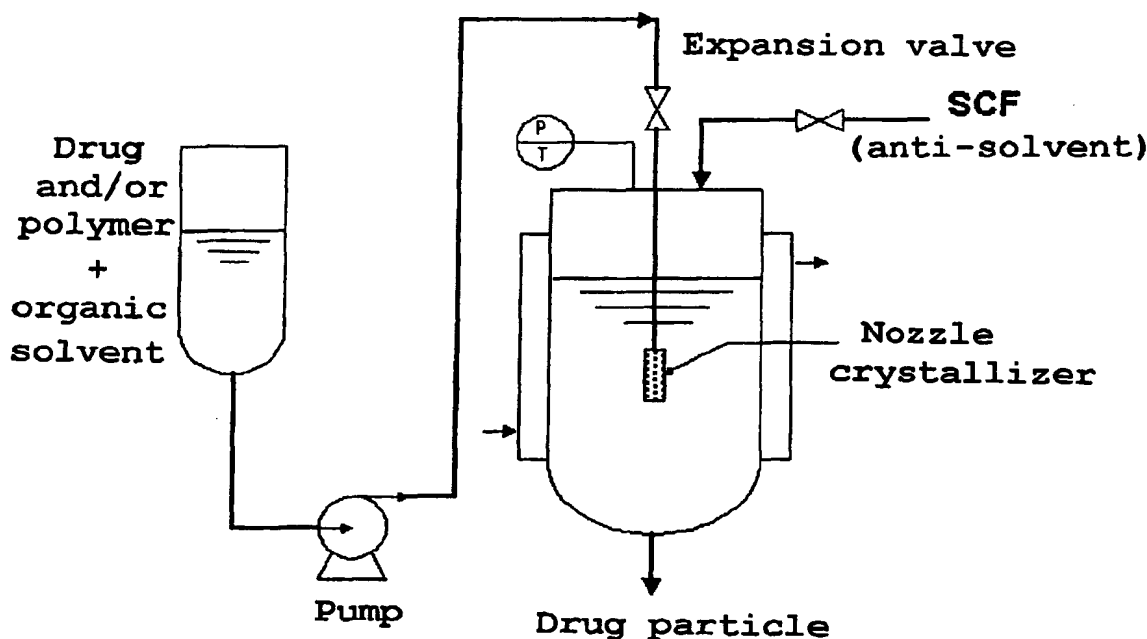 Expansion valve
SCF
(anti-solvent)
P
T
Drug
and/or
polymer
+
organic
solvent
Nozzle
crystallizer
Pump
Drug particle